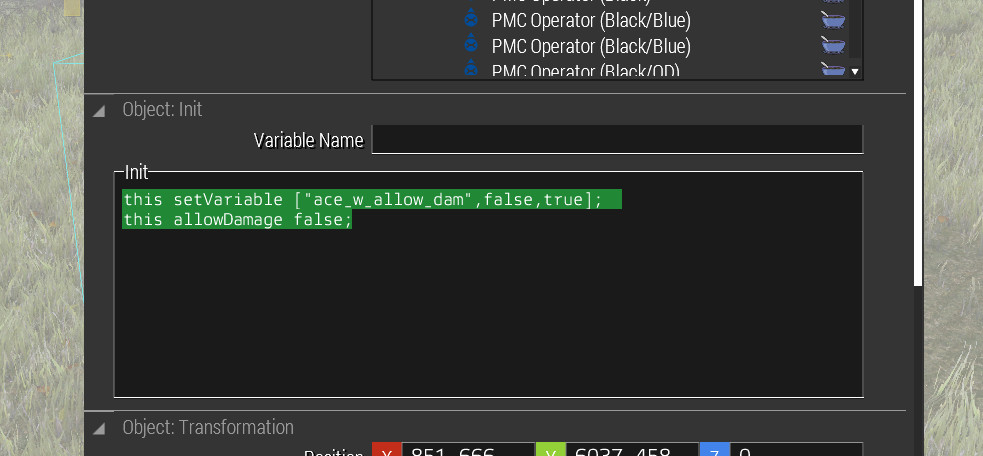 PMC Operator (Black)
PMC Operator (Black/Blue)
PMC Operator (Black/Blue)
PMC Operator (Black/OD)
Object: Init
Variable Name
Init
this setVariable ["ace_w_allow_dam",false,true];
this allowDamage false;
Object: Transformation
Position X 851.666 Y 6037.458 Z 0